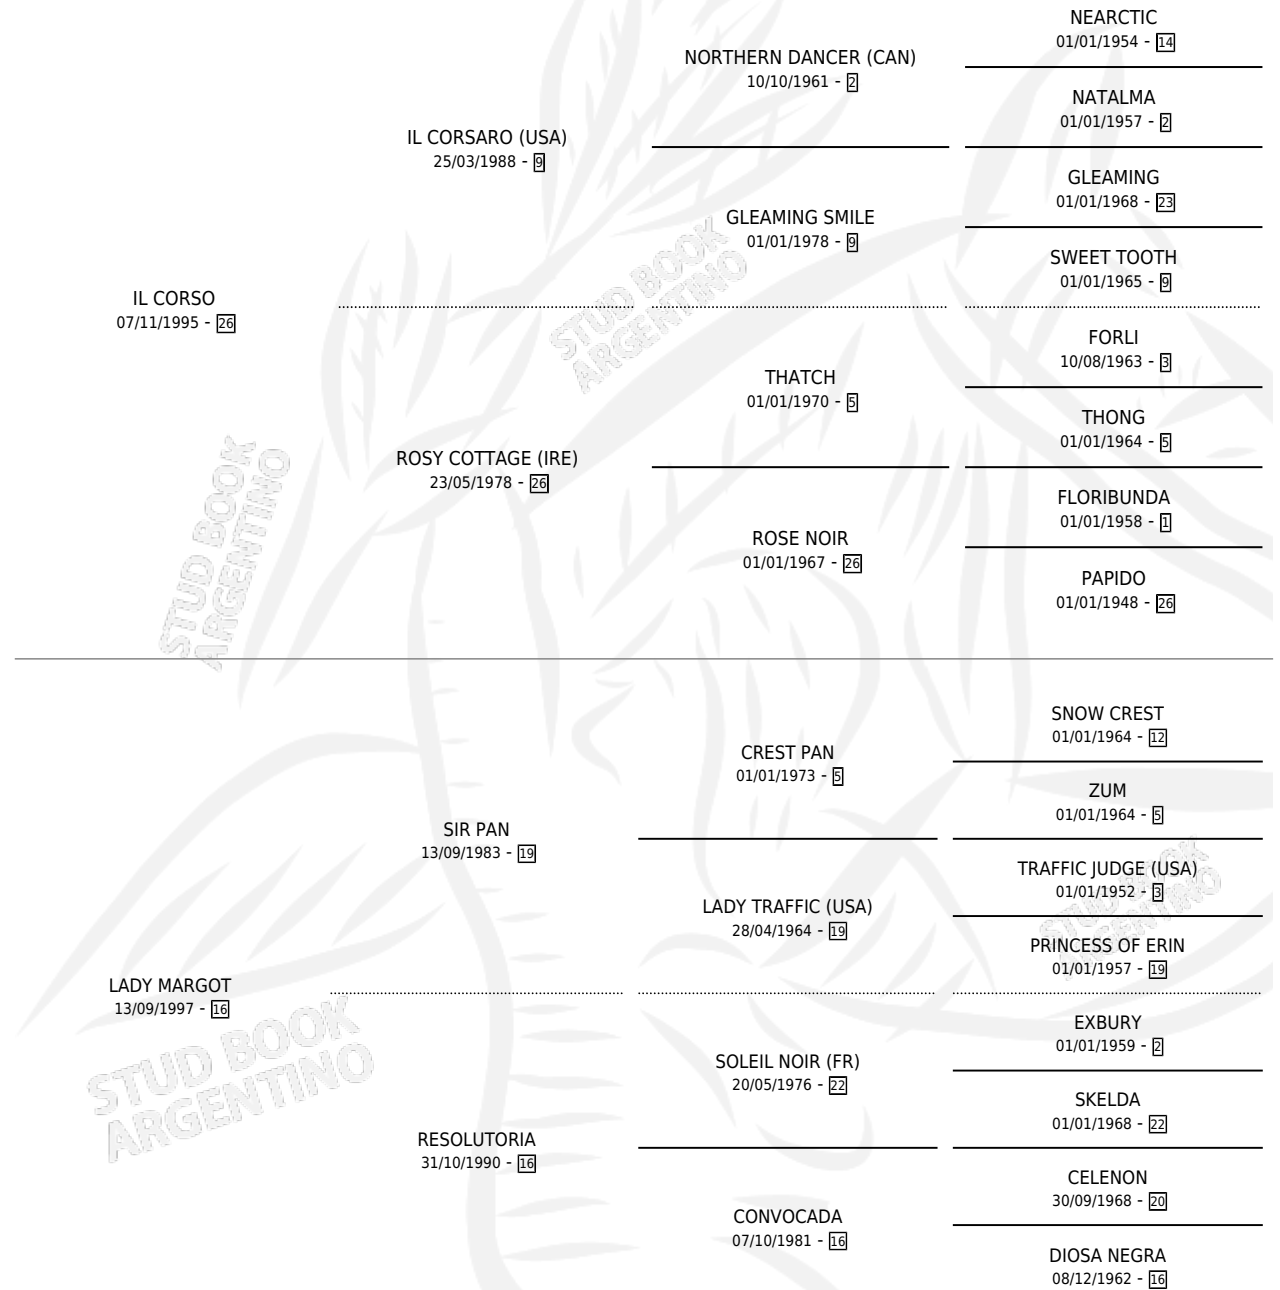 NEARCTIC
01/01/1954 - 14
NORTHERN DANCER (CAN)
10/10/1961 - 2
NATALMA
01/01/1957 - 2
IL CORSARO (USA)
25/03/1988 - 9
GLEAMING
01/01/1968 - 23
GLEAMING SMILE
01/01/1978 - 9
SWEET TOOTH
01/01/1965 - 9
IL CORSO
07/11/1995 - 26
FORLI
10/08/1963 - 3
THATCH
01/01/1970 - 5
THONG
01/01/1964 - 5
ROSY COTTAGE (IRE)
23/05/1978 - 26
FLORIBUNDA
01/01/1958 - 1
ROSE NOIR
01/01/1967 - 26
PAPIDO
01/01/1948 - 26
STUD BOOK
ARGENTINO
STUD BOOK
ARGENTINO
SNOW CREST
01/01/1964 - 12
CREST PAN
01/01/1973 - 5
ZUM
01/01/1964 - 5
SIR PAN
13/09/1983 - 19
TRAFFIC JUDGE (USA)
01/01/1952 - 3
LADY TRAFFIC (USA)
28/04/1964 - 19
PRINCESS OF ERIN
01/01/1957 - 19
LADY MARGOT
13/09/1997 - 16
EXBURY
01/01/1959 - 2
SOLEIL NOIR (FR)
20/05/1976 - 22
SKELDA
01/01/1968 - 22
RESOLUTORIA
31/10/1990 - 16
CELENON
30/09/1968 - 20
CONVOCADA
07/10/1981 - 16
DIOSA NEGRA
08/12/1962 - 16
STUD BOOK
ARGENTINO
STUD BOOK
ARGENTINO